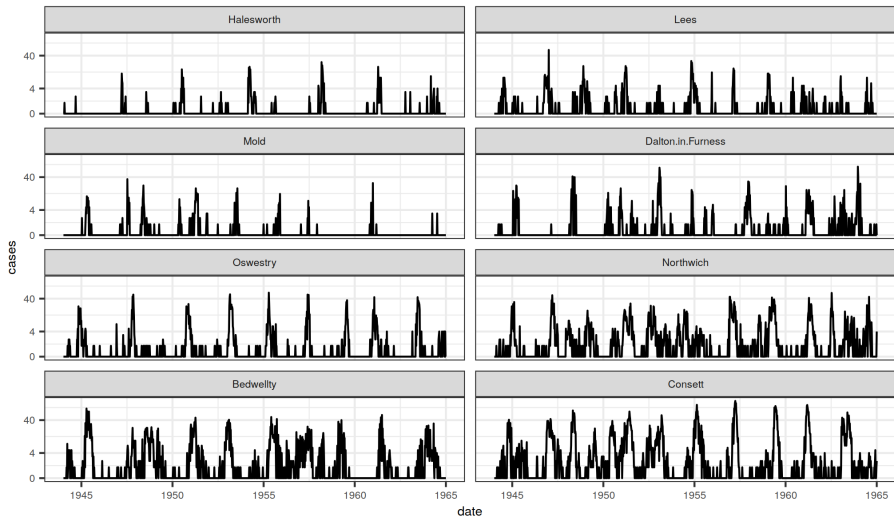 Halesworth Lees
40
4
0
Mold Dalton.in.Furness
40
4
0
cases
Oswestry Northwich
40
4
0
Bedwellty Consett
40
4
0
1945 1950 1955 1960 1965 1945 1950 1955 1960 1965
date